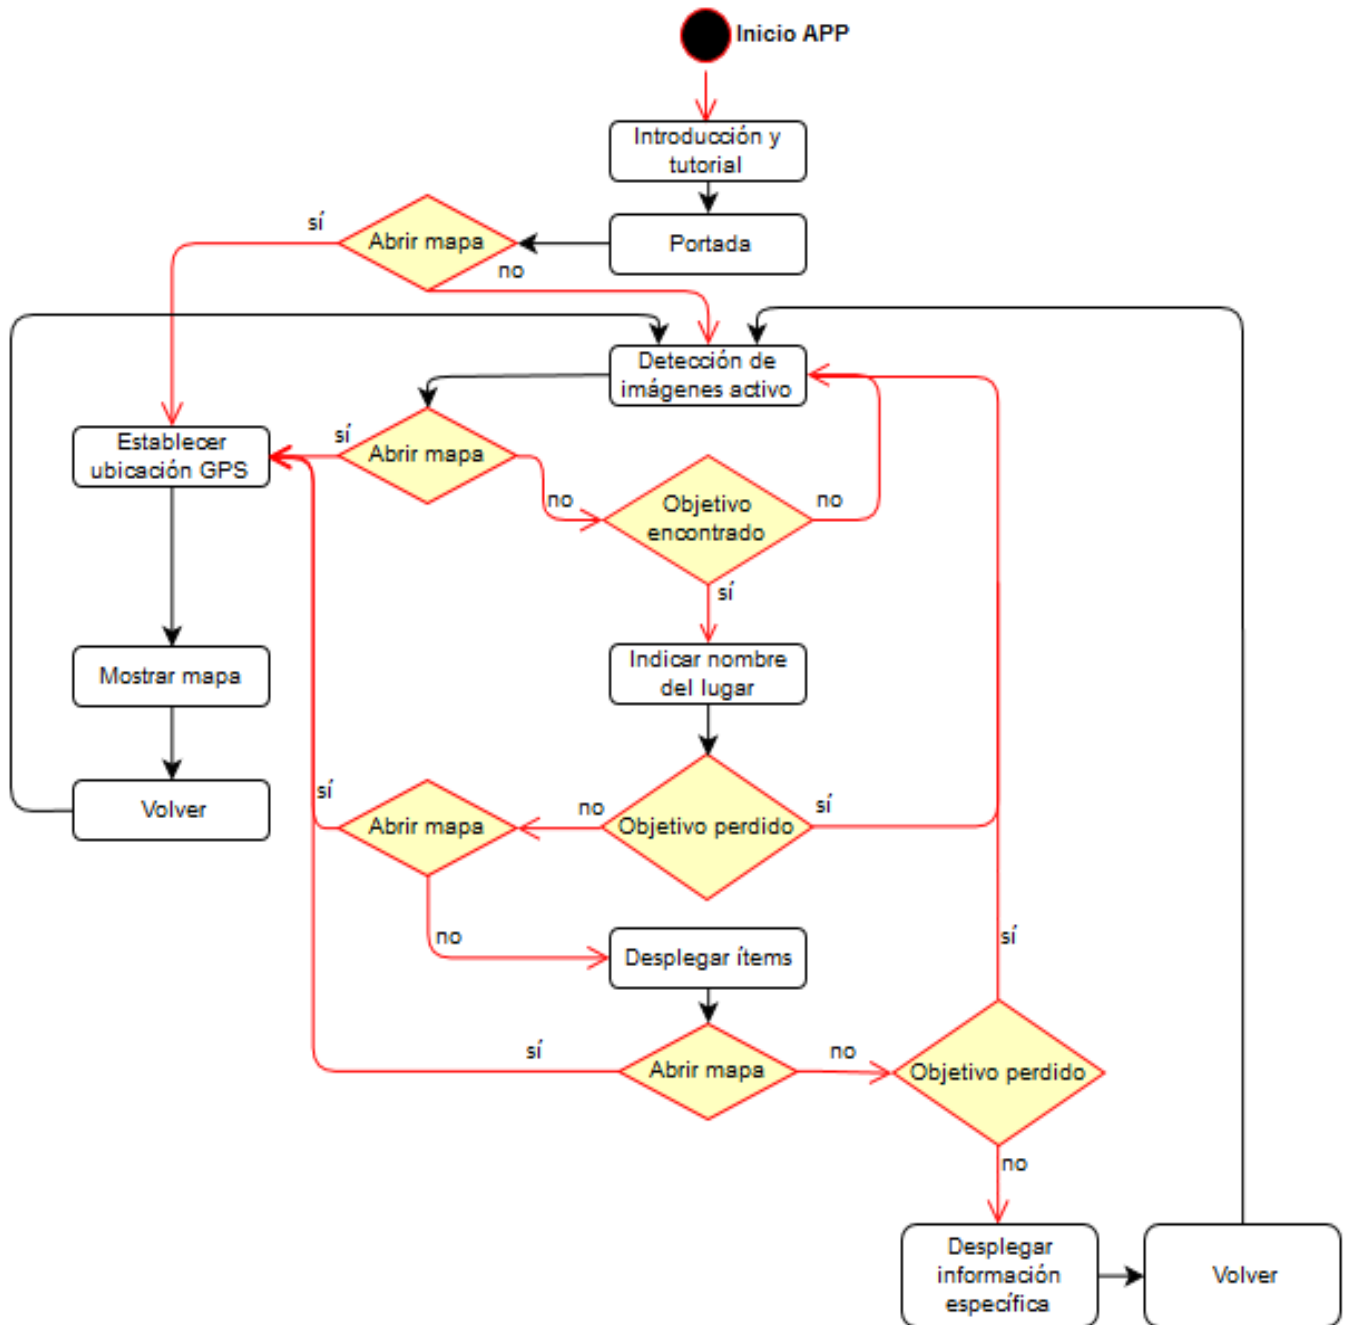 Inicio APP
Introducción y
tutorial
Portada
sí
Abrir mapa
no
Detección de
imágenes activo
Establecer
ubicación GPS
sí
Abrir mapa
no
Objetivo
encontrado
no
sí
Indicar nombre
del lugar
Mostrar mapa
Volver
sí
Abrir mapa
no
Objetivo perdido
sí
no
Desplegar ítems
sí
sí
Abrir mapa
no
Objetivo perdido
no
Desplegar
información
específica
Volver